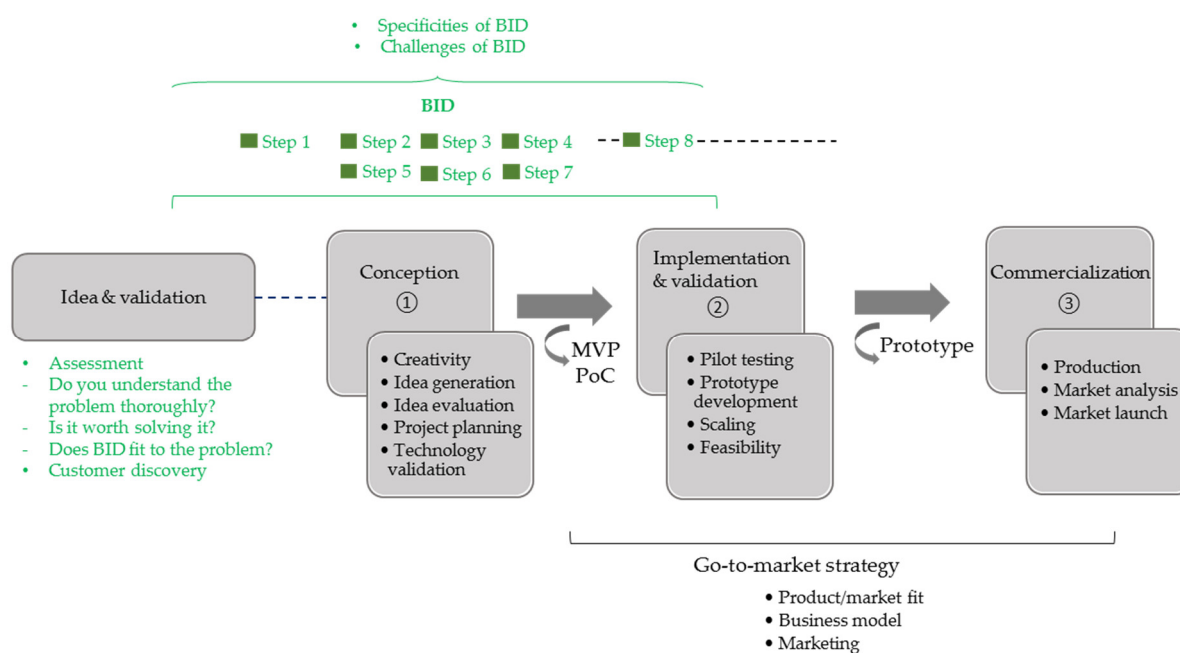 • Specificities of BID
• Challenges of BID
BID
Step 1
Step 2
Step 3
Step 4
Step 8
Step 5
Step 6
Step 7
Idea & validation
Conception
①
MVP
PoC
Implementation
& validation
②
Prototype
Commercialization
③
• Assessment
- Do you understand the
problem thoroughly?
- Is it worth solving it?
- Does BID fit to the problem?
• Customer discovery
• Creativity
• Idea generation
• Idea evaluation
• Project planning
• Technology
validation
• Pilot testing
• Prototype
development
• Scaling
• Feasibility
• Production
• Market analysis
• Market launch
Go-to-market strategy
• Product/market fit
• Business model
• Marketing